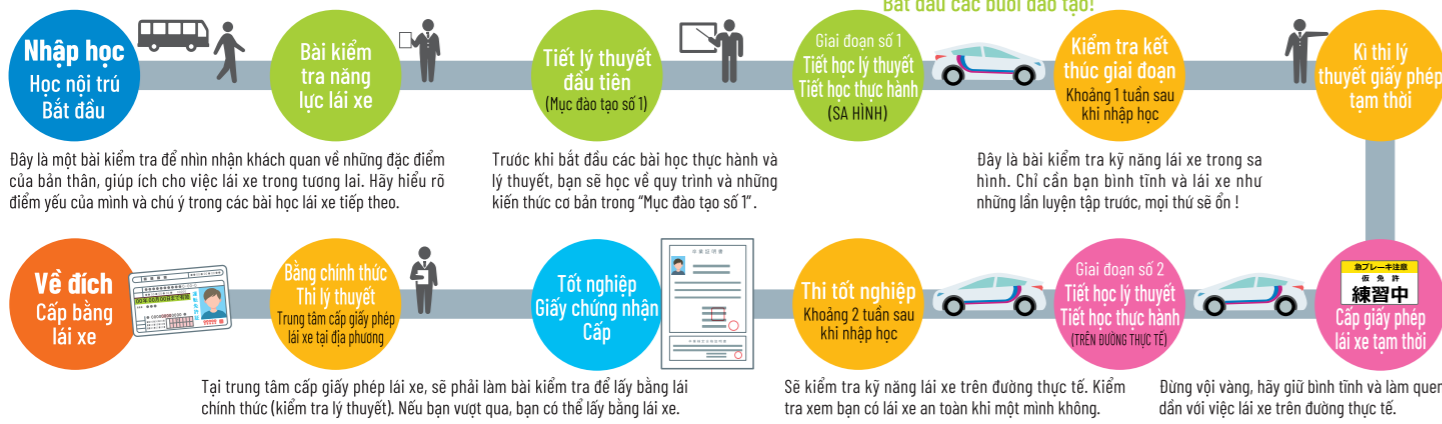 Bắt đầu các buổi đào tạo!
Nhập học
Học nội trú
Bắt đầu
Bài kiểm
tra năng
lực lái xe
Tiết lý thuyết
đầu tiên
(Mục đào tạo số 1)
Giai đoạn số 1
Tiết học lý thuyết
Tiết học thực hành
(SA HÌNH)
Kiểm tra kết
thúc giai đoạn
Khoảng 1 tuần sau
khi nhập học
Kì thi lý
thuyết giấy phép
tạm thời
Đây là một bài kiểm tra để nhìn nhận khách quan về những đặc điểm
của bản thân, giúp ích cho việc lái xe trong tương lai. Hãy hiểu rõ
điểm yếu của mình và chú ý trong các bài học lái xe tiếp theo.
Trước khi bắt đầu các bài học thực hành và
lý thuyết, bạn sẽ học về quy trình và những
kiến thức cơ bản trong “Mục đào tạo số 1”.
Đây là bài kiểm tra kỹ năng lái xe trong sa
hình. Chỉ cần bạn bình tĩnh và lái xe như
những lần luyện tập trước, mọi thứ sẽ ổn !
Về đích
Cấp bằng
lái xe
Bằng chính thức
Thi lý thuyết
Trung tâm cấp giấy phép
lái xe tại địa phương
Tốt nghiệp
Giấy chứng nhận
Cấp
卒業証明書
Thi tốt nghiệp
Khoảng 2 tuần sau
khi nhập học
Giai đoạn số 2
Tiết học lý thuyết
Tiết học thực hành
(TRÊN ĐƯỜNG THỰC TẾ)
急ブレーキ注意
仮 免 許
練習中
Cấp giấy phép
lái xe tạm thời
Tại trung tâm cấp giấy phép lái xe, sẽ phải làm bài kiểm tra để lấy bằng lái
chính thức (kiểm tra lý thuyết). Nếu bạn vượt qua, bạn có thể lấy bằng lái xe.
Sẽ kiểm tra kỹ năng lái xe trên đường thực tế. Kiểm
tra xem bạn có lái xe an toàn khi một mình không.
Đừng vội vàng, hãy giữ bình tĩnh và làm quen
dần với việc lái xe trên đường thực tế.